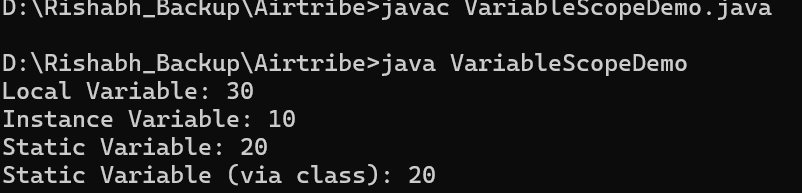 D:\Rishabh_Backup\Airtribe>javac VariableScopeDemo.java
D:\Rishabh_Backup\Airtribe>java VariableScopeDemo
Local Variable: 30
Instance Variable: 10
Static Variable: 20
Static Variable (via class): 20